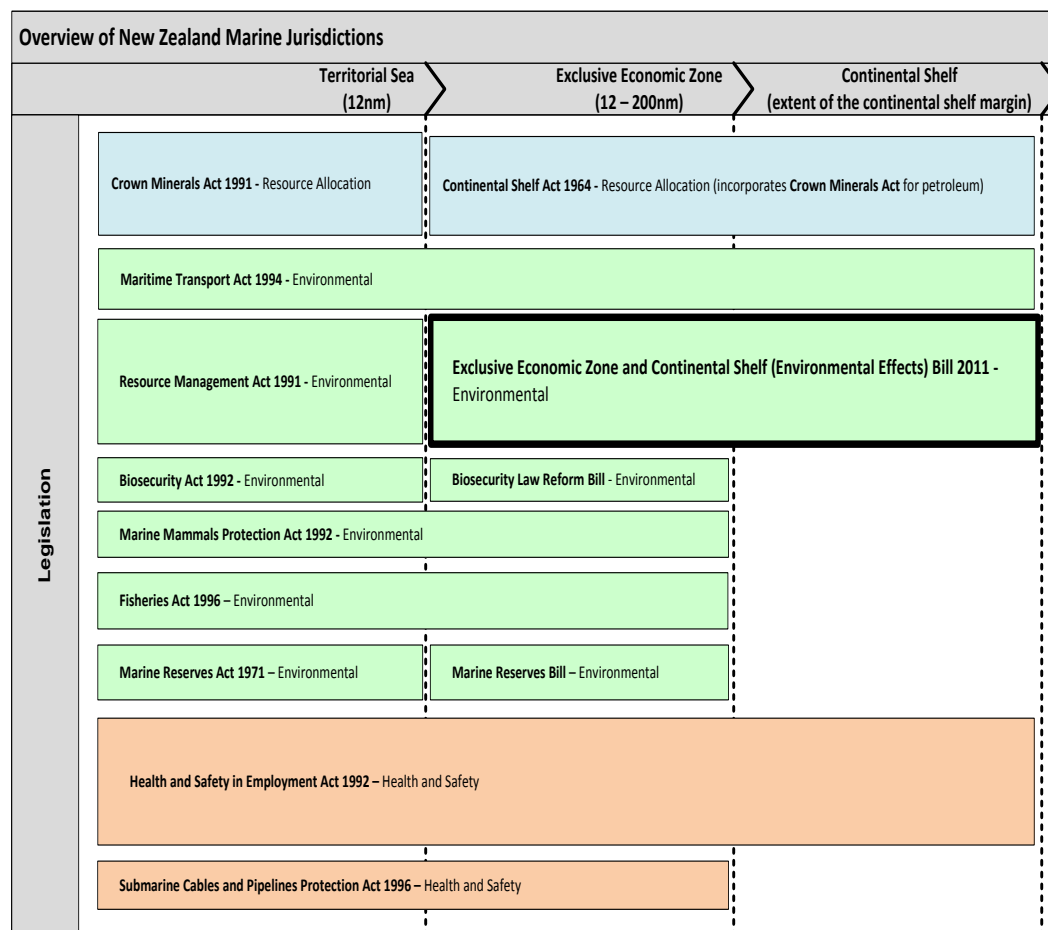 Overview of New Zealand Marine Jurisdictions
Territorial Sea
(12nm)
Exclusive Economic Zone
(12 – 200nm)
Continental Shelf
(extent of the continental shelf margin)
Legislation
Crown Minerals Act 1991 - Resource Allocation
Continental Shelf Act 1964 - Resource Allocation (incorporates Crown Minerals Act for petroleum)
Maritime Transport Act 1994 - Environmental
Resource Management Act 1991 - Environmental
Exclusive Economic Zone and Continental Shelf (Environmental Effects) Bill 2011 -
Environmental
Biosecurity Act 1992 - Environmental
Biosecurity Law Reform Bill - Environmental
Marine Mammals Protection Act 1992 - Environmental
Fisheries Act 1996 – Environmental
Marine Reserves Act 1971 – Environmental
Marine Reserves Bill – Environmental
Health and Safety in Employment Act 1992 – Health and Safety
Submarine Cables and Pipelines Protection Act 1996 – Health and Safety